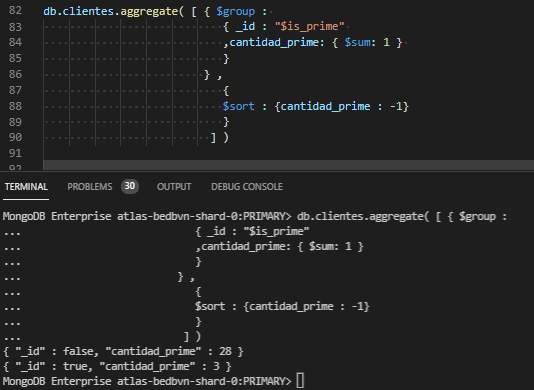 82 db.clientes.aggregate( [ { $group :
83 { _id : "$is_prime"
84 ,cantidad_prime: { $sum: 1 }
85 }
86 } ,
87 {
88 $sort : {cantidad_prime : -1}
89 }
90 ] )
91
92
TERMINAL PROBLEMS 30 OUTPUT DEBUG CONSOLE
MongoDB Enterprise atlas-bedbvn-shard-0:PRIMARY> db.clientes.aggregate( [ { $group :
... { _id : "$is_prime"
... ,cantidad_prime: { $sum: 1 }
... }
... } ,
... {
... $sort : {cantidad_prime : -1}
... }
... ] )
{ "_id" : false, "cantidad_prime" : 28 }
{ "_id" : true, "cantidad_prime" : 3 }
MongoDB Enterprise atlas-bedbvn-shard-0:PRIMARY>